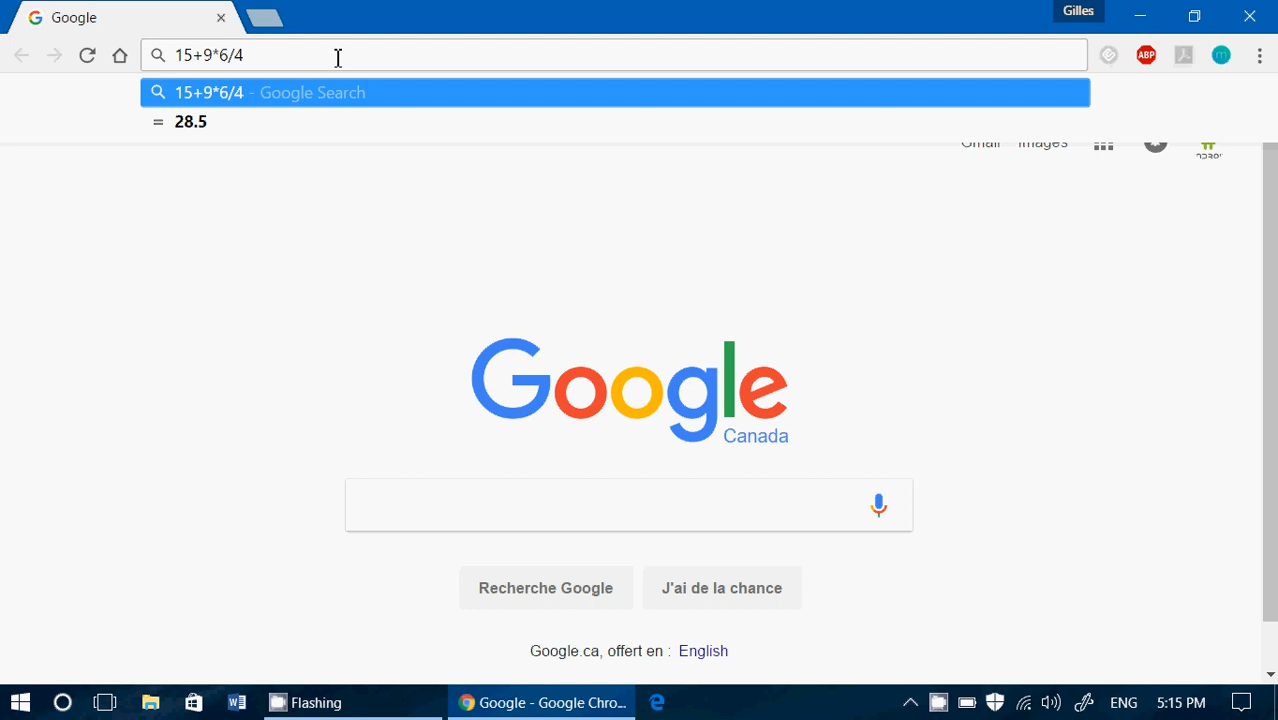 Google
Gilles
15+9*6/4
ABP
m
15+9*6/4 - Google Search
= 28.5
Gmail Images
Google
Canada
Recherche Google
J'ai de la chance
Google.ca, offert en : English
Flashing
Google - Google Chro...
ENG
5:15 PM